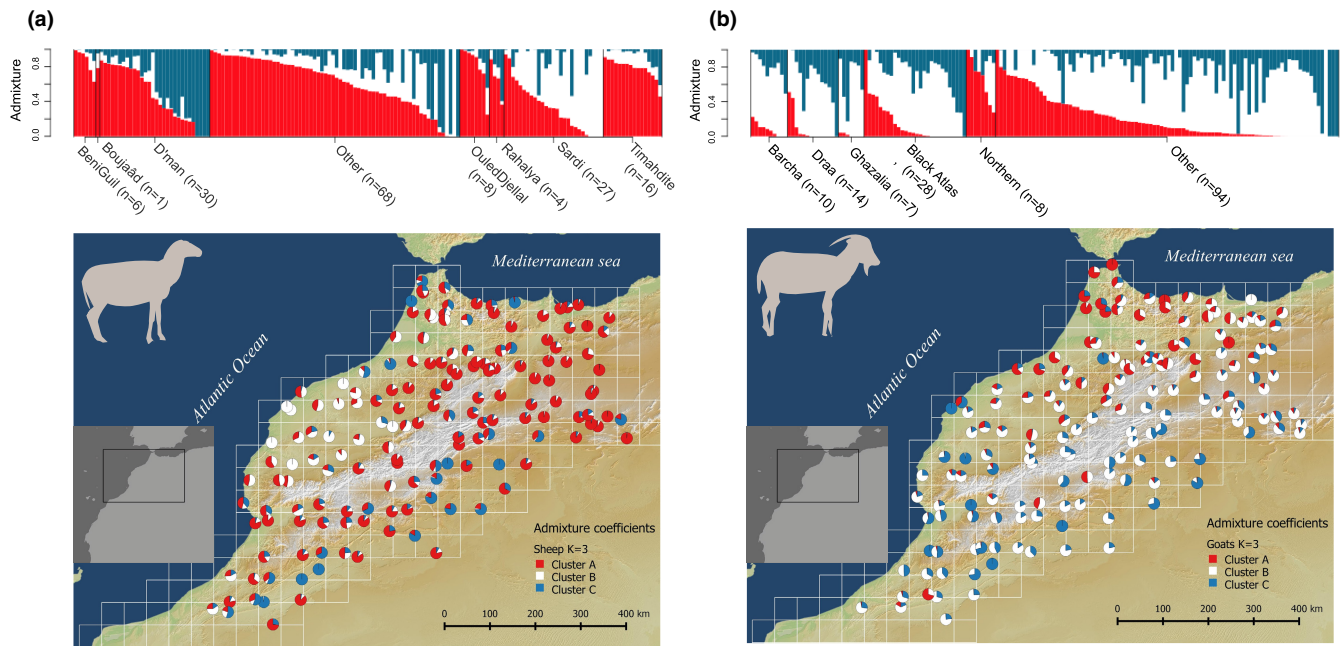 (a)
Admixture
0.8
0.4
0.0
BeniGuil (n=6)
Boujaâd (n=1)
D'man (n=30)
Other (n=68)
OuledDjellal
(n=8)
Rahalya (n=4)
Sardi (n=27)
Timahdite
(n=16)
Mediterranean sea
Atlantic Ocean
Admixture coefficients
Sheep K=3
Cluster A
Cluster B
Cluster C
0 100 200 300 400 km
(b)
Admixture
0.8
0.4
0.0
Barcha (n=10)
Draa (n=14)
Ghazalia (n=7)
Black Atlas
, (n=28)
Northern (n=8)
Other (n=94)
Mediterranean sea
Atlantic Ocean
Admixture coefficients
Goats K=3
Cluster A
Cluster B
Cluster C
0 100 200 300 400 km